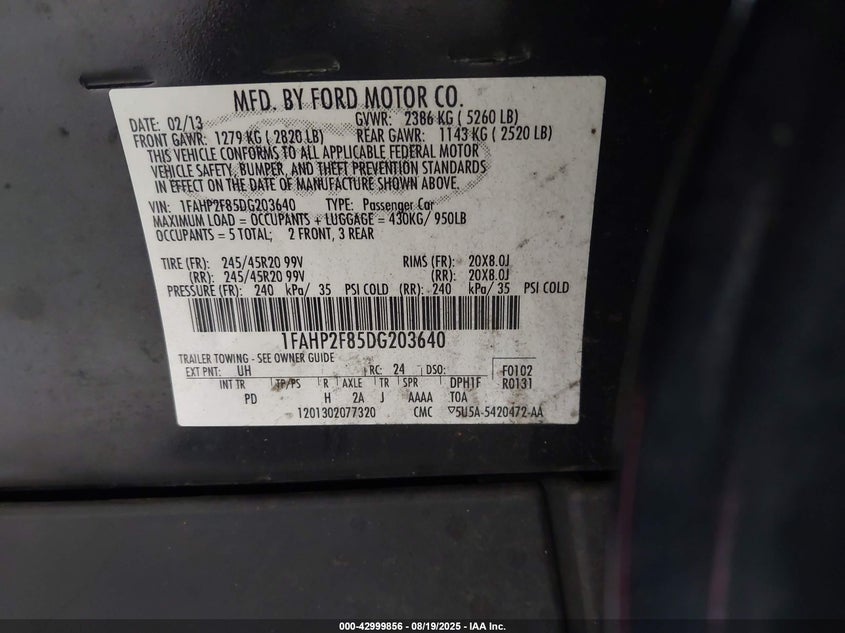 MFD. BY FORD MOTOR CO.
DATE: 02/13 GVWR: 2386 KG ( 5260 LB)
FRONT GAWR: 1279 KG ( 2820 LB) REAR GAWR: 1143 KG ( 2520 LB)
THIS VEHICLE CONFORMS TO ALL APPLICABLE FEDERAL MOTOR
VEHICLE SAFETY, BUMPER, AND THEFT PREVENTION STANDARDS
IN EFFECT ON THE DATE OF MANUFACTURE SHOWN ABOVE.
VIN: 1FAHP2F85DG203640 TYPE: Passenger Car
MAXIMUM LOAD = OCCUPANTS + LUGGAGE = 430KG/ 950LB
OCCUPANTS = 5 TOTAL; 2 FRONT, 3 REAR
TIRE (FR): 245/45R20 99V RIMS (FR): 20X8.0J
(RR): 245/45R20 99V (RR): 20X8.0J
PRESSURE (FR): 240 kPa/ 35 PSI COLD (RR): 240 kPa/ 35 PSI COLD
1FAHP2F85DG203640
TRAILER TOWING - SEE OWNER GUIDE
EXT PNT: UH RC: 24 DSO: F0102
INT TR TP/PS R AXLE TR SPR DPH1F R0131
PD H 2A J AAAA T0A
1201302077320 CMC ▽5U5A-5420472-AA
000-42999856 - 08/19/2025 - IAA Inc.